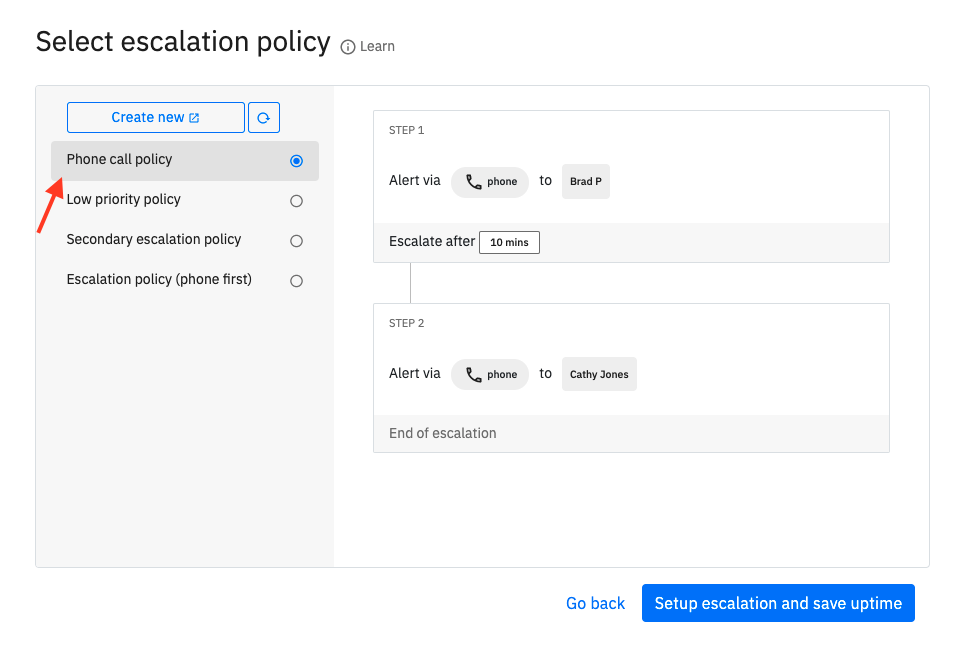 Select escalation policy Learn
Create new
Phone call policy
Low priority policy
Secondary escalation policy
Escalation policy (phone first)
STEP 1
Alert via phone to Brad P
Escalate after 10 mins
STEP 2
Alert via phone to Cathy Jones
End of escalation
Go back Setup escalation and save uptime